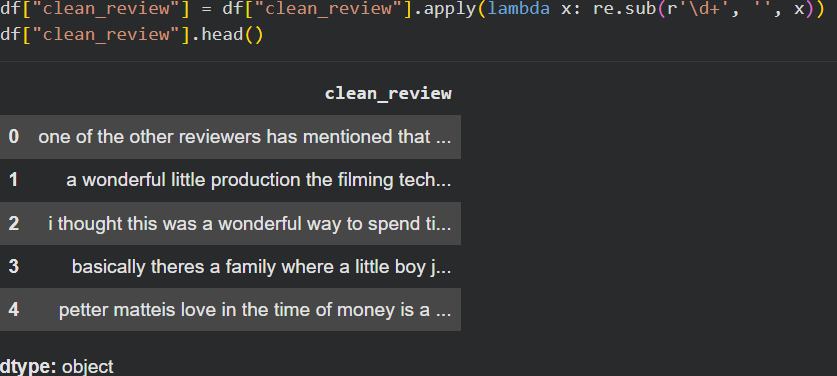 df["clean_review"] = df["clean_review"].apply(lambda x: re.sub(r'\d+', '', x))
df["clean_review"].head()
clean_review
0 one of the other reviewers has mentioned that ...
1 a wonderful little production the filming tech...
2 i thought this was a wonderful way to spend ti...
3 basically theres a family where a little boy j...
4 petter matteis love in the time of money is a ...
dtype: object